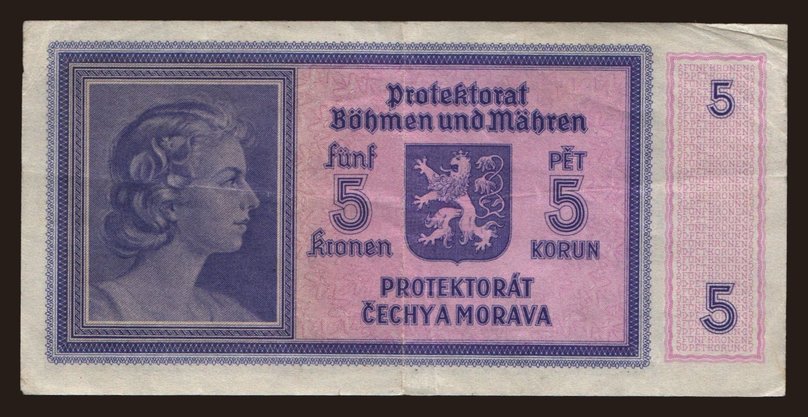 Protektorat
Böhmen und Mähren
fünf PĚT
5 5
Kronen KORUN
PROTEKTORÁT
ČECHY A MORAVA
5
5